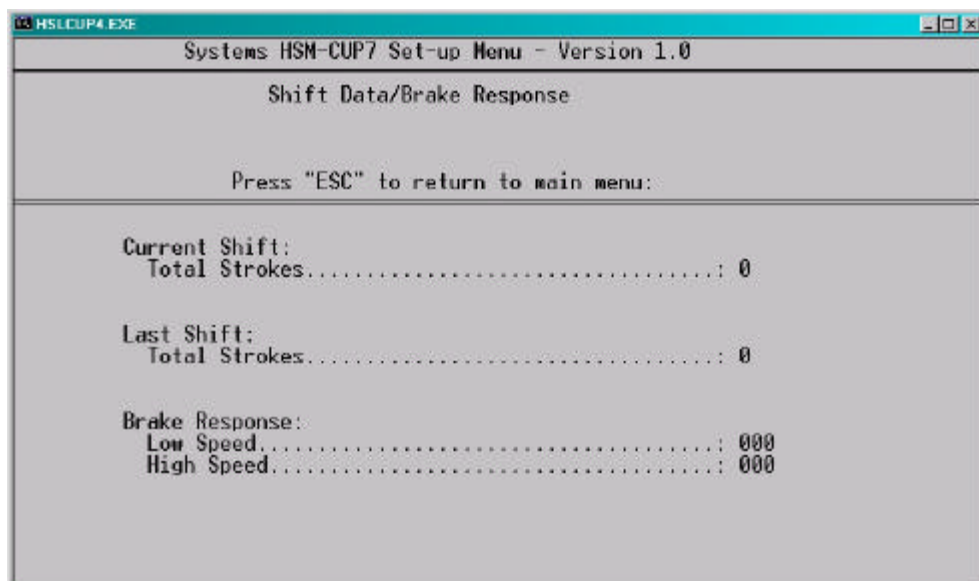 HSLCUP4.EXE
Systems HSM-CUP7 Set-up Menu - Version 1.0
Shift Data/Brake Response
Press "ESC" to return to main menu:
Current Shift:
Total Strokes..................................: 0
Last Shift:
Total Strokes..................................: 0
Brake Response:
Low Speed......................................: 000
High Speed.....................................: 000